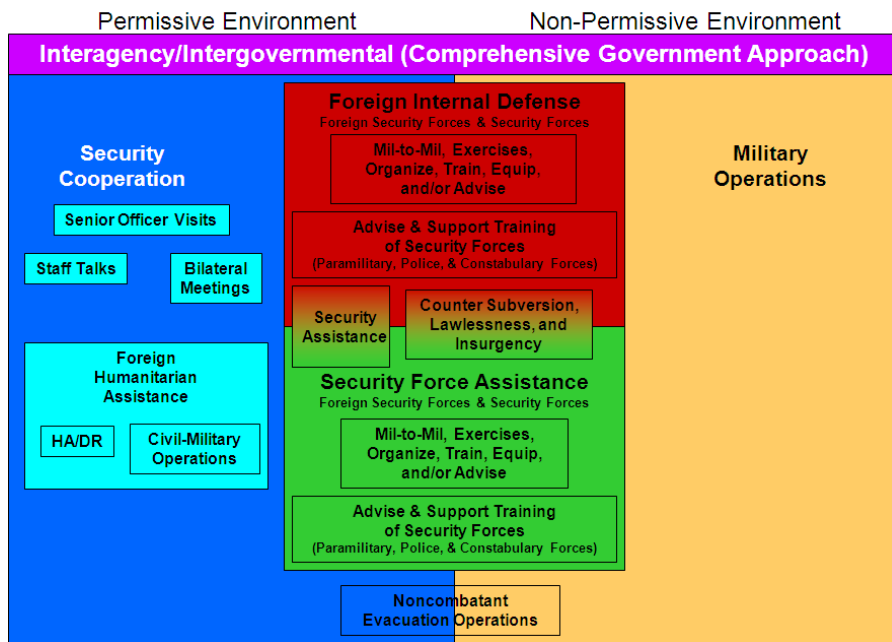 Permissive Environment
Non-Permissive Environment
Interagency/Intergovernmental (Comprehensive Government Approach)
Security
Cooperation
Senior Officer Visits
Staff Talks
Bilateral
Meetings
Foreign
Humanitarian
Assistance
HA/DR
Civil-Military
Operations
Foreign Internal Defense
Foreign Security Forces & Security Forces
Mil-to-Mil, Exercises,
Organize, Train, Equip,
and/or Advise
Advise & Support Training
of Security Forces
(Paramilitary, Police, & Constabulary Forces)
Security
Assistance
Counter Subversion,
Lawlessness, and
Insurgency
Security Force Assistance
Foreign Security Forces & Security Forces
Mil-to-Mil, Exercises,
Organize, Train, Equip,
and/or Advise
Advise & Support Training
of Security Forces
(Paramilitary, Police, & Constabulary Forces)
Noncombatant
Evacuation Operations
Military
Operations